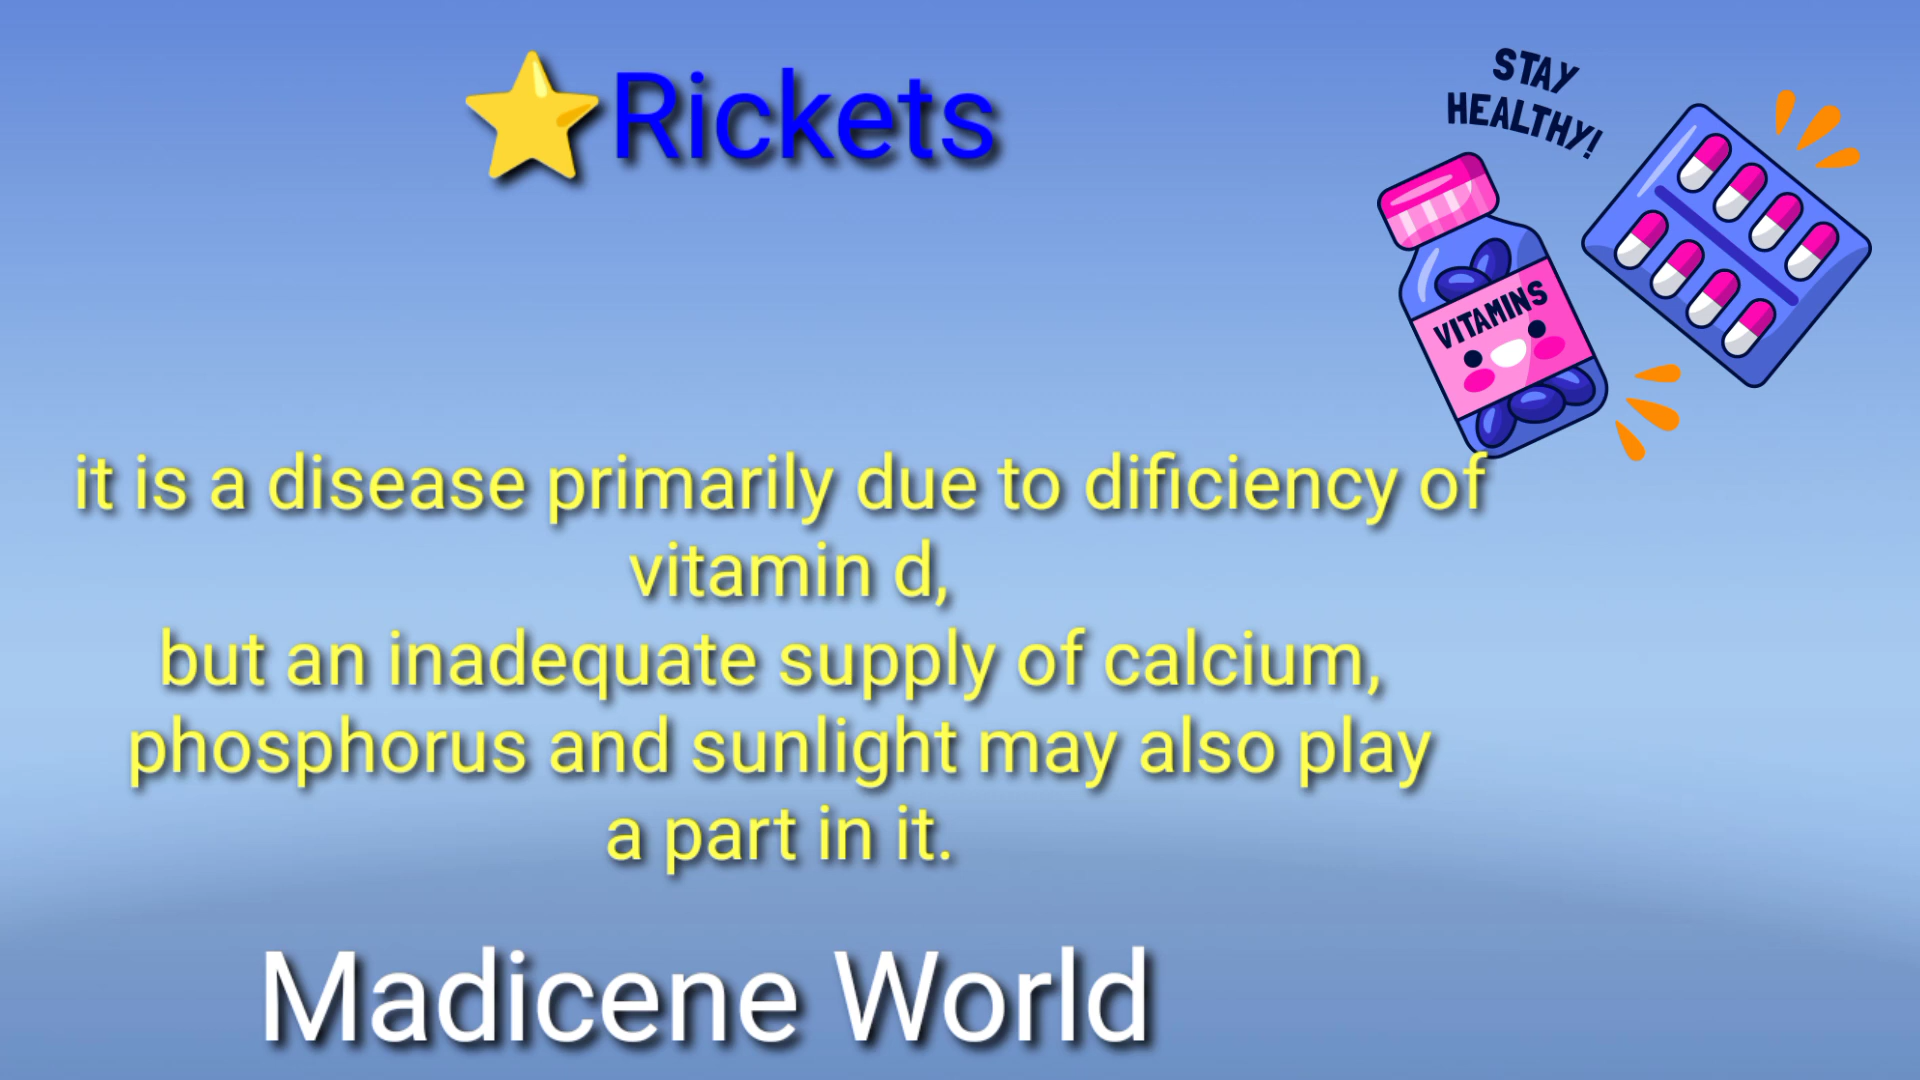 ⭐Rickets
STAY
HEALTHY!
VITAMINS
it is a disease primarily due to dificiency of
vitamin d,
but an inadequate supply of calcium,
phosphorus and sunlight may also play
a part in it.
Madicene World